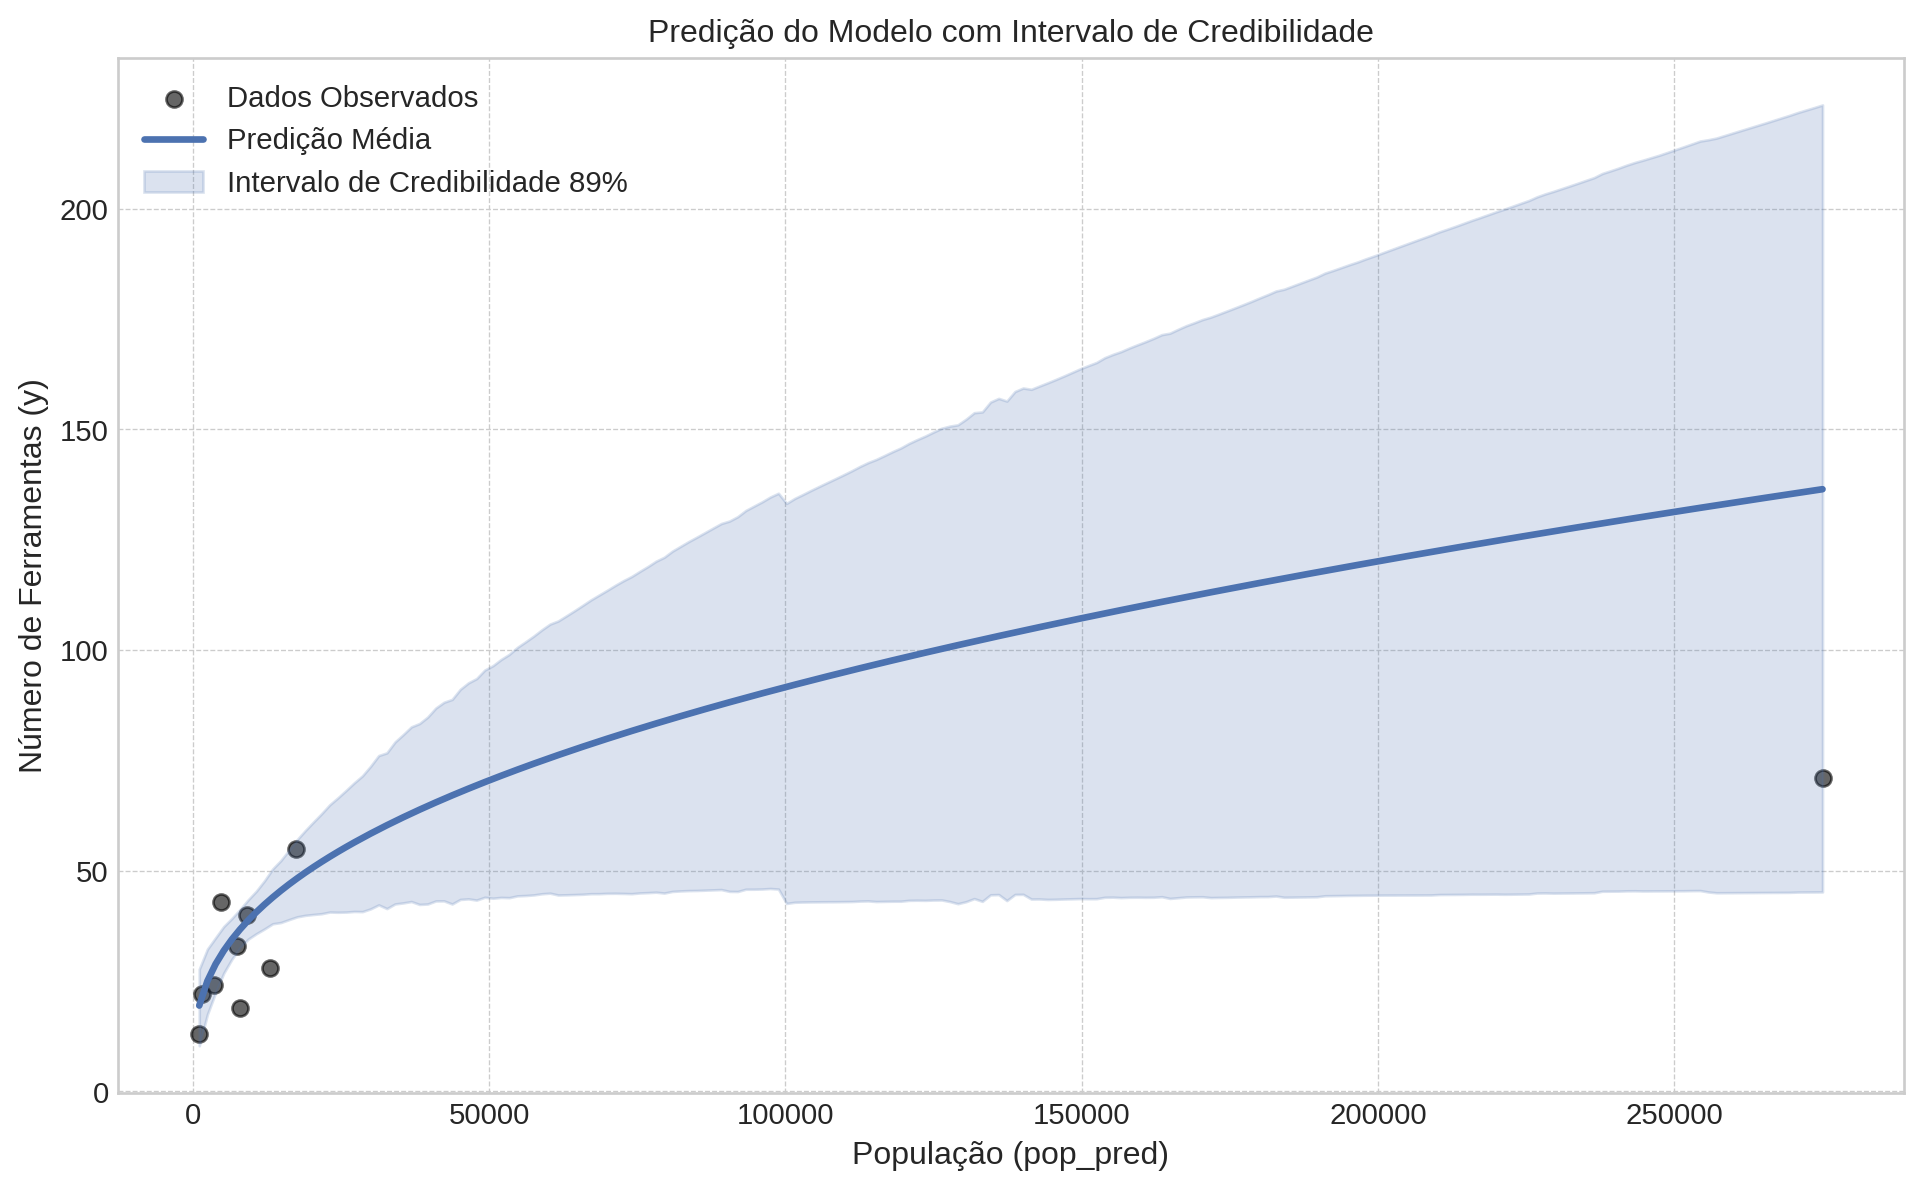 Predição do Modelo com Intervalo de Credibilidade
Dados Observados
Predição Média
Intervalo de Credibilidade 89%
Número de Ferramentas (y)
200
150
100
50
0
0 50000 100000 150000 200000 250000
População (pop_pred)